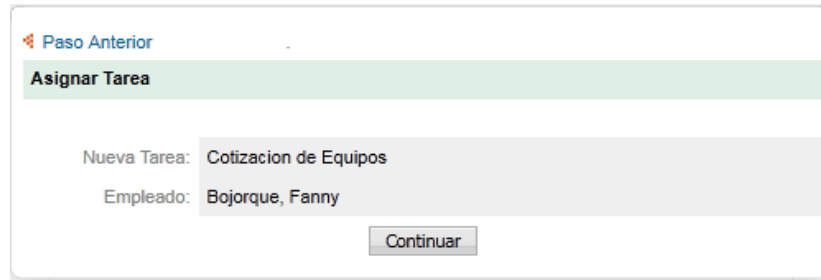 Paso Anterior
Asignar Tarea
Nueva Tarea: Cotizacion de Equipos
Empleado: Bojorque, Fanny
Continuar